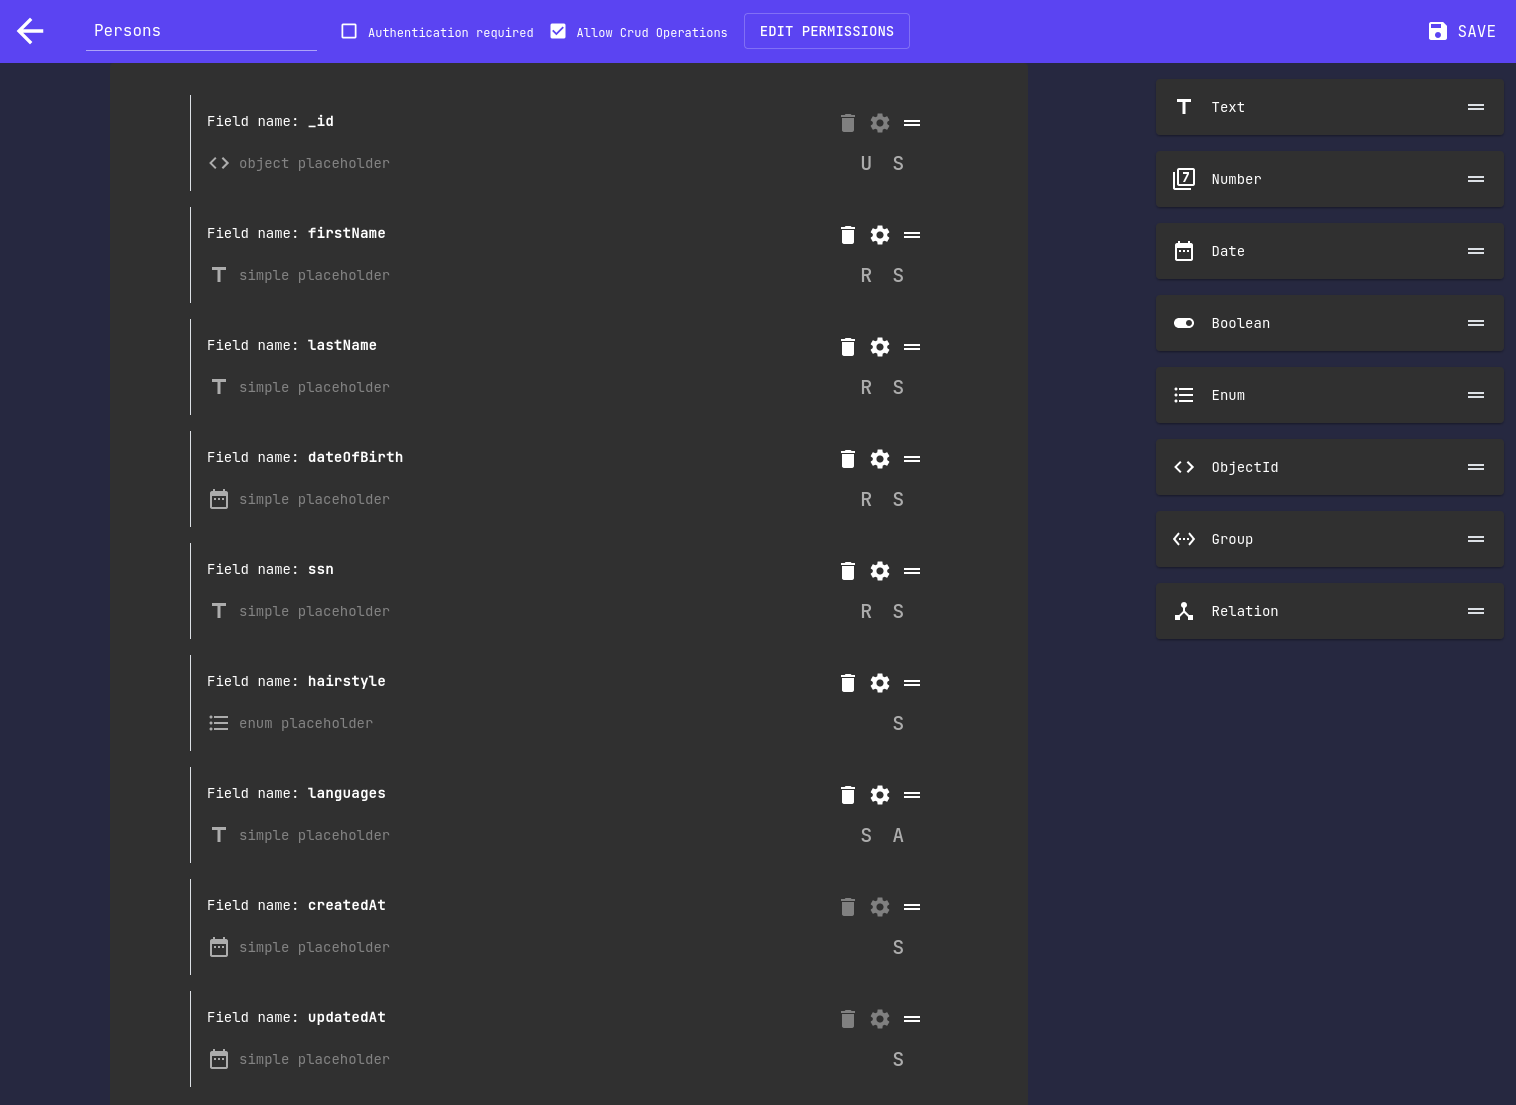 Persons
Authentication required
Allow Crud Operations
EDIT PERMISSIONS
SAVE
Field name: _id
object placeholder
U S
Field name: firstName
simple placeholder
R S
Field name: lastName
simple placeholder
R S
Field name: dateOfBirth
simple placeholder
R S
Field name: ssn
simple placeholder
R S
Field name: hairstyle
enum placeholder
S
Field name: languages
simple placeholder
S A
Field name: createdAt
simple placeholder
S
Field name: updatedAt
simple placeholder
S
Text
7
Number
Date
Boolean
Enum
ObjectId
Group
Relation